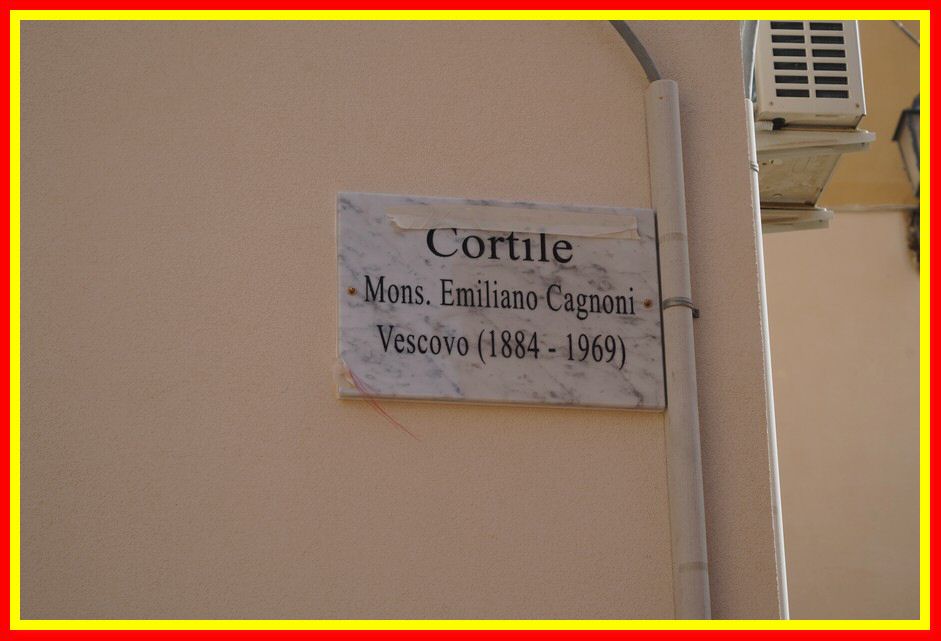 Cortile
Mons. Emiliano Cagnoni
Vescovo (1884 - 1969)